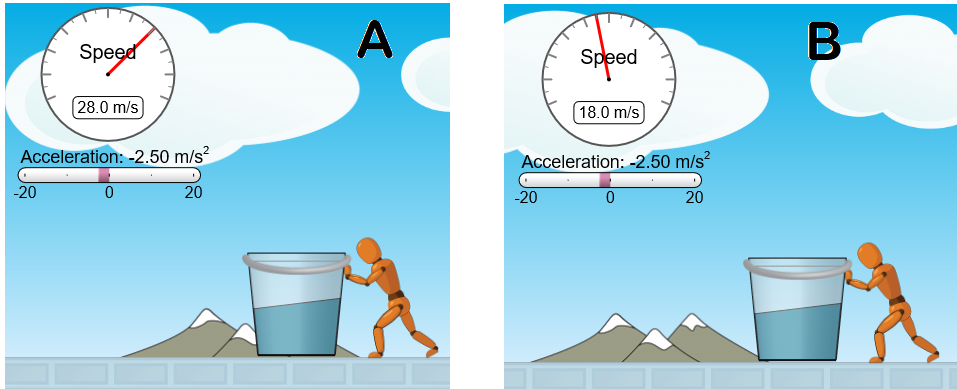 A
Speed
28.0 m/s
Acceleration: -2.50 m/s²
-20 0 20
B
Speed
18.0 m/s
Acceleration: -2.50 m/s²
-20 0 20